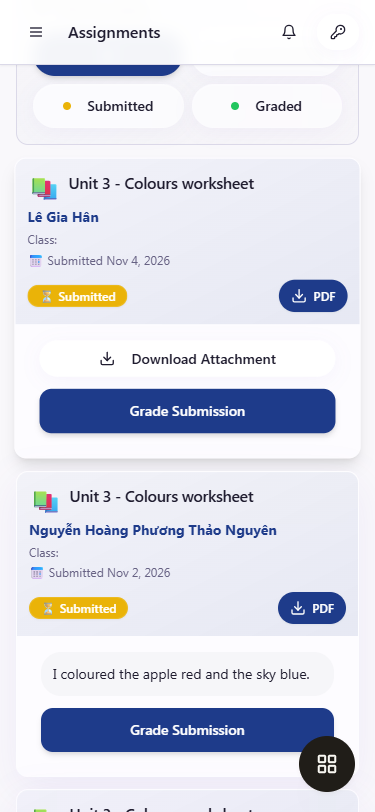 Assignments
Submitted
Graded
Unit 3 - Colours worksheet
Lê Gia Hân
Class:
Submitted Nov 4, 2026
Submitted
PDF
Download Attachment
Grade Submission
Unit 3 - Colours worksheet
Nguyễn Hoàng Phương Thảo Nguyên
Class:
Submitted Nov 2, 2026
Submitted
PDF
I coloured the apple red and the sky blue.
Grade Submission